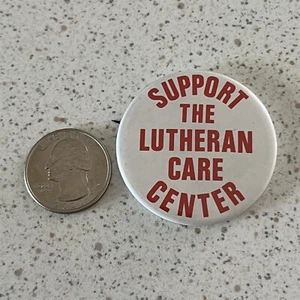 SUPPORT
THE
LUTHERAN
CARE
CENTER